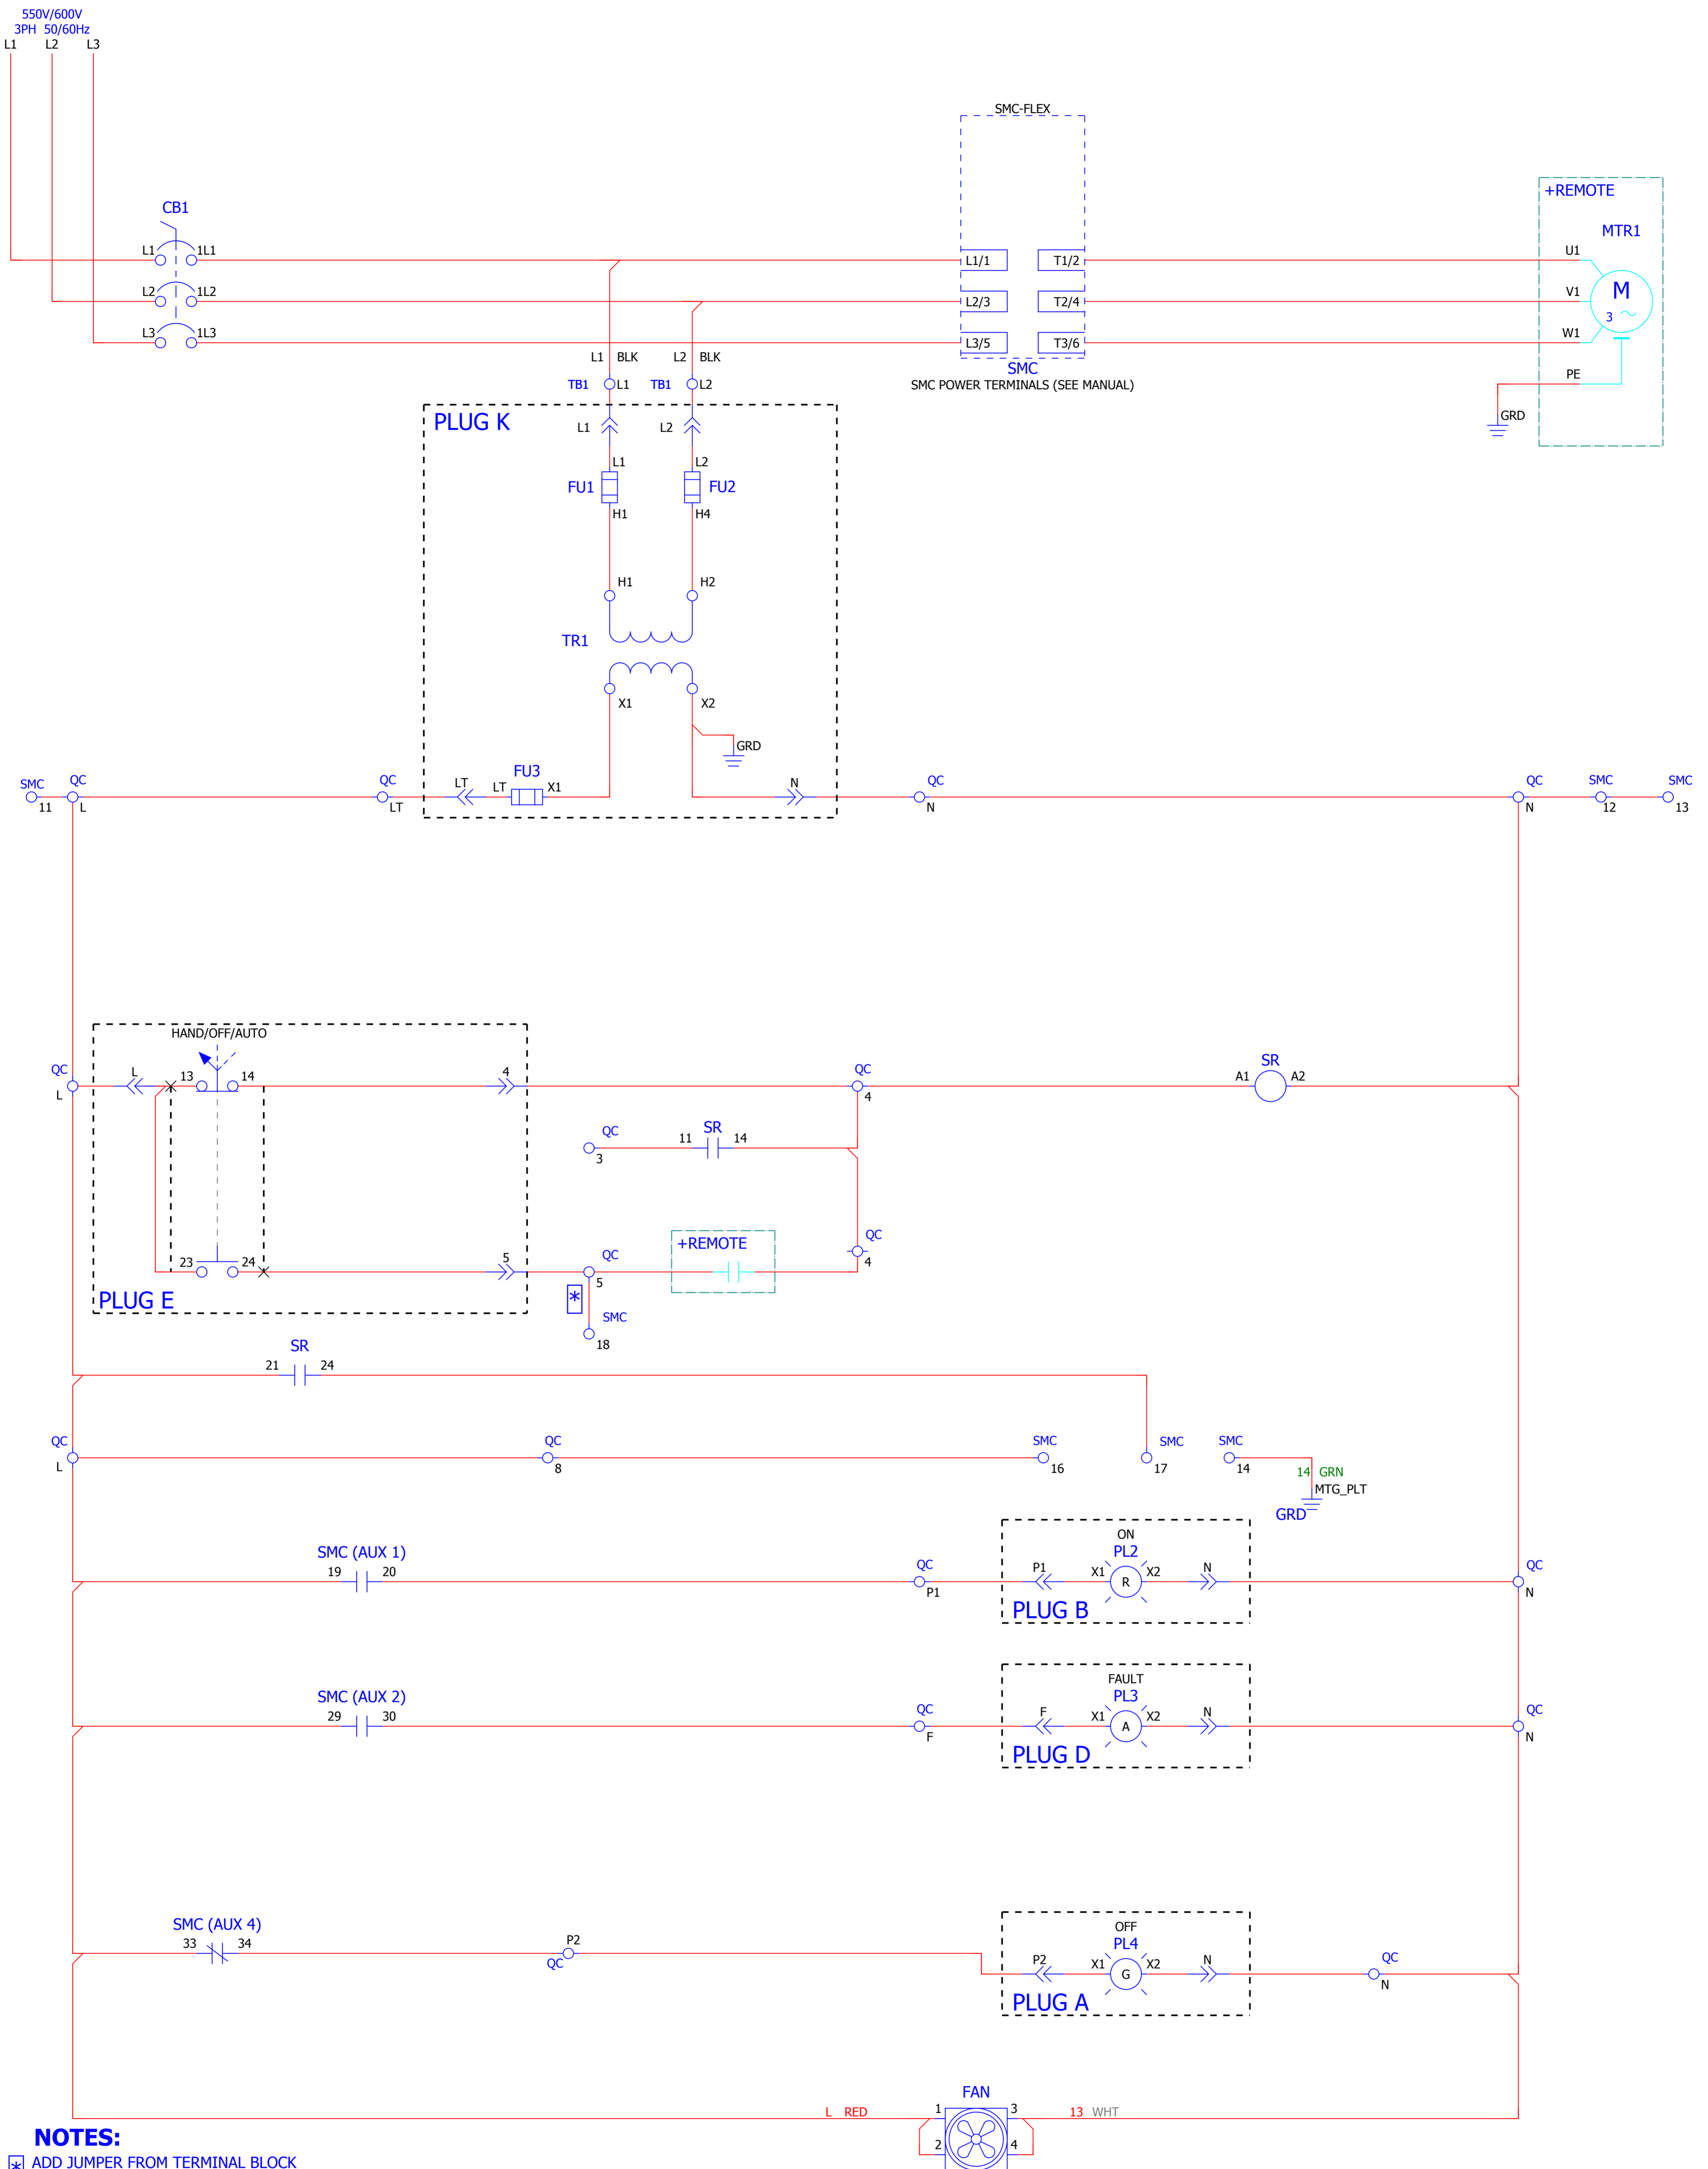 550V/600V
3PH 50/60Hz
L1 L2 L3
SMC-FLEX
+REMOTE
CB1
MTR1
L1 1L1 L1/1 T1/2 U1
L2 1L2 L2/3 T2/4 V1
M
3
L3 1L3 L3/5 T3/6 W1
L1 BLK L2 BLK
SMC
SMC POWER TERMINALS (SEE MANUAL)
PE
TB1 L1 TB1 L2
GRD
PLUG K
L1 L2
L1 L2
FU1 FU2
H1 H4
H1 H2
TR1
X1 X2
GRD
SMC QC QC LT LT FU3 X1 N QC QC SMC SMC
11 L LT N N 12 13
HAND/OFF/AUTO
QC L 13 14 4 QC A1 SR A2
L 4
QC 11 SR 14
3
+REMOTE
QC
4
23 24 5 QC
5
PLUG E
*
SMC
18
SR
21 24
QC QC SMC SMC SMC
L 8 16 17 14
14 GRN
MTG_PLT
GRD
ON
SMC (AUX 1) PL2
19 20 QC P1 X1 R X2 N QC
P1 N
PLUG B
FAULT
SMC (AUX 2) PL3
29 30 QC F X1 A X2 N QC
F N
PLUG D
OFF
SMC (AUX 4) PL4
33 34 P2
QC
P2 X1 G X2 N QC
N
PLUG A
FAN
L RED 1 3 13 WHT
2 4
NOTES:
* ADD JUMPER FROM TERMINAL BLOCK